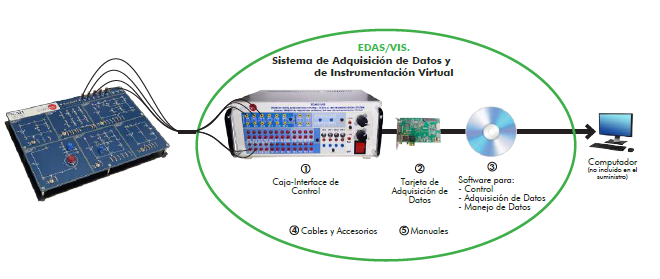 EDAS/VIS.
Sistema de Adquisición de Datos y
de Instrumentación Virtual
EDAS/VIS
①
Caja-Interface de
Control
②
Tarjeta de
Adquisición de
Datos
③
Software para:
- Control
- Adquisición de Datos
- Manejo de Datos
Computador
(no incluido en el
suministro)
④ Cables y Accesorios
⑤ Manuales